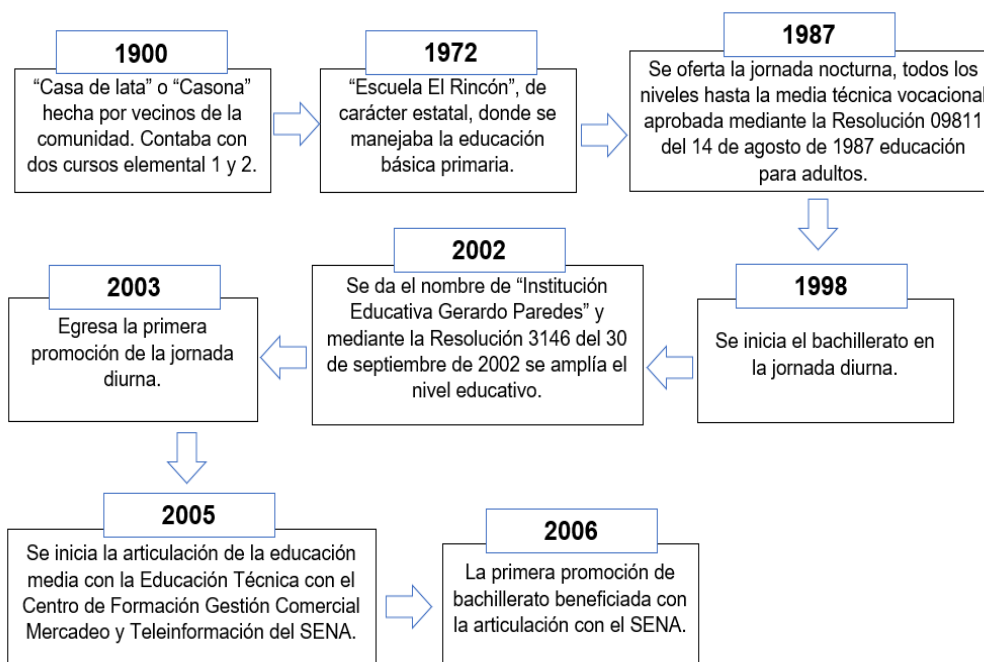 1900
“Casa de lata” o “Casona”
hecha por vecinos de la
comunidad. Contaba con
dos cursos elemental 1 y 2.
1972
“Escuela El Rincón”, de
carácter estatal, donde se
manejaba la educación
básica primaria.
1987
Se oferta la jornada nocturna, todos los
niveles hasta la media técnica vocacional
aprobada mediante la Resolución 09811
del 14 de agosto de 1987 educación
para adultos.
1998
Se inicia el bachillerato en
la jornada diurna.
2002
Se da el nombre de “Institución
Educativa Gerardo Paredes” y
mediante la Resolución 3146 del 30
de septiembre de 2002 se amplía el
nivel educativo.
2003
Egresa la primera
promoción de la jornada
diurna.
2005
Se inicia la articulación de la educación
media con la Educación Técnica con el
Centro de Formación Gestión Comercial
Mercadeo y Teleinformación del SENA.
2006
La primera promoción de
bachillerato beneficiada con
la articulación con el SENA.